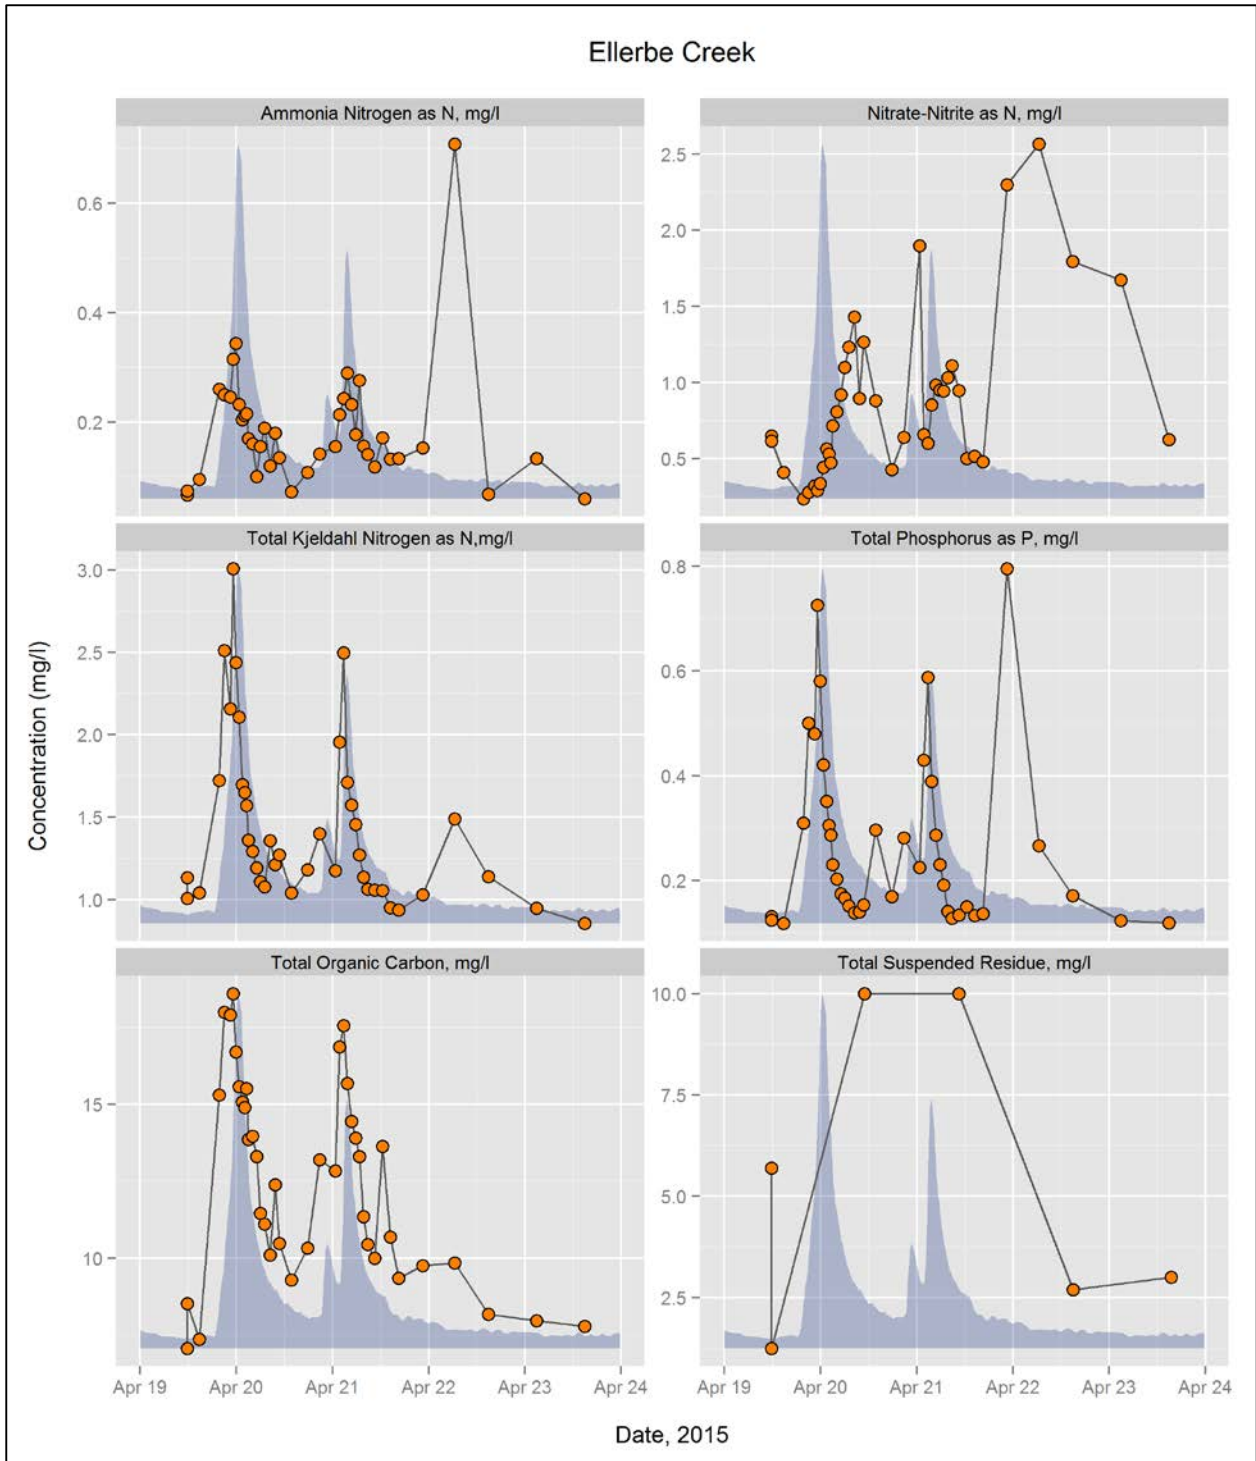 Ellerbe Creek
Ammonia Nitrogen as N, mg/l
Nitrate-Nitrite as N, mg/l
0.6
0.4
0.2
2.5
2.0
1.5
1.0
0.5
Total Kjeldahl Nitrogen as N,mg/l
Total Phosphorus as P, mg/l
3.0
2.5
2.0
1.5
1.0
0.8
0.6
0.4
0.2
Concentration (mg/l)
Total Organic Carbon, mg/l
Total Suspended Residue, mg/l
15
10
10.0
7.5
5.0
2.5
Apr 19 Apr 20 Apr 21 Apr 22 Apr 23 Apr 24
Apr 19 Apr 20 Apr 21 Apr 22 Apr 23 Apr 24
Date, 2015